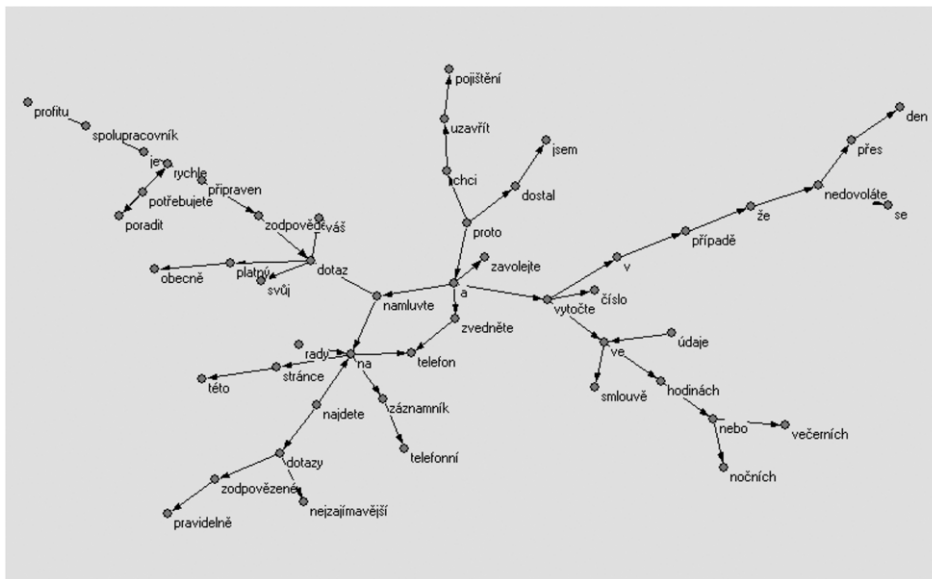 pojištění
profitu
den
spolupracovník
uzavřít
jsem
přes
je
rychle
chci
připraven
dostal
nedovoláte
potřebujete
se
poradit
že
váš
proto
případě
dotaz
zavolejte
v
obecně
platný
svůj
a
číslo
namluvte
vytočte
zvedněte
údaje
rady
na
telefon
ve
stránce
této
smlouvě
hodinách
najdete
záznamník
nebo
večerních
telefonní
dotazy
nočních
zodpovězené
nejzajímavější
pravidelně